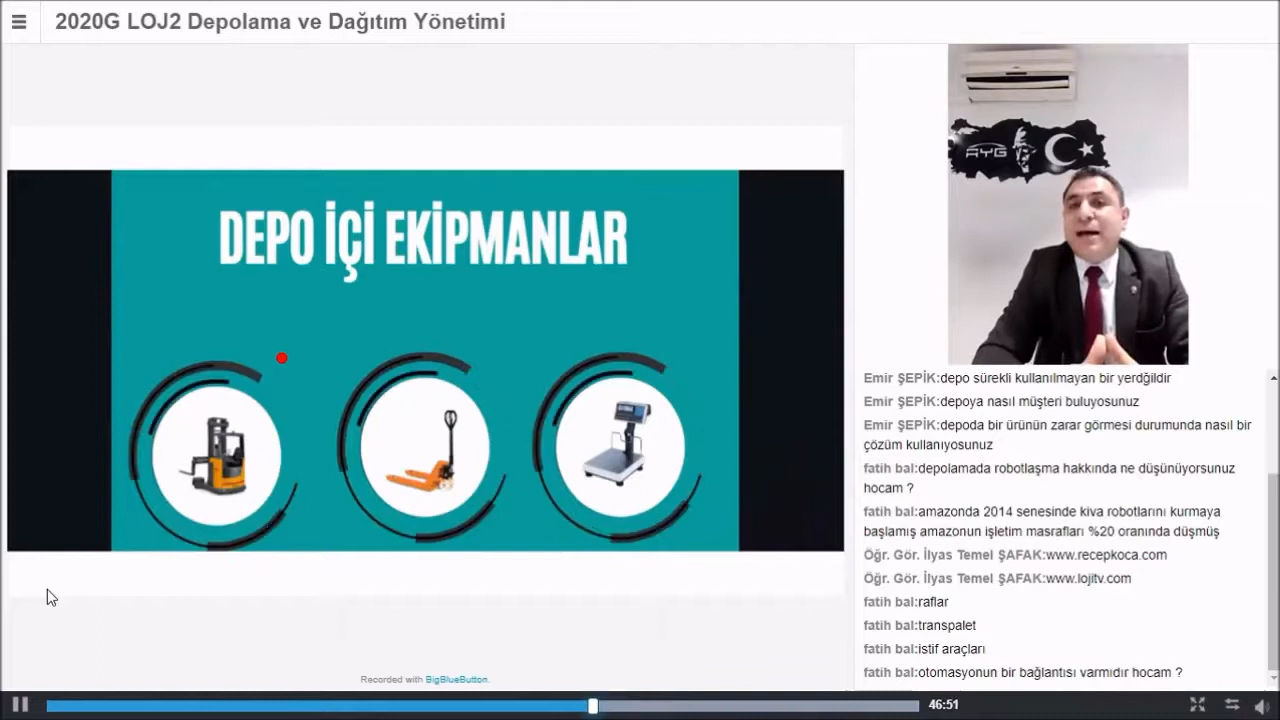 2020G LOJ2 Depolama ve Dağıtım Yönetimi
DEPO İÇİ EKİPMANLAR
AYG
Emir ŞEPİK:depo sürekli kullanılmayan bir yerdğildir
Emir ŞEPİK:depoya nasıl müşteri buluyosunuz
Emir ŞEPİK:depoda bir ürünün zarar görmesi durumunda nasıl bir
çözüm kullanıyosunuz
fatih bal:depolamada robotlaşma hakkında ne düşünüyorsunuz
hocam ?
fatih bal:amazonda 2014 senesinde kiva robotlarını kurmaya
başlamış amazonun işletim masrafları %20 oranında düşmüş
Öğr. Gör. İlyas Temel ŞAFAK:www.recepkoca.com
Öğr. Gör. İlyas Temel ŞAFAK:www.lojitv.com
fatih bal:raflar
fatih bal:transpalet
fatih bal:istif araçları
fatih bal:otomasyonun bir bağlantısı varmıdır hocam ?
Recorded with BigBlueButton.
46:51